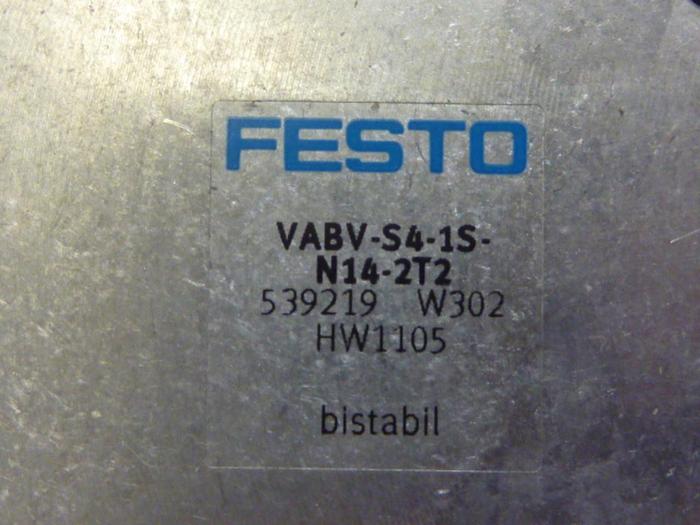 FESTO
VABV-S4-1S-
N14-2T2
539219 W302
HW1105
bistabil